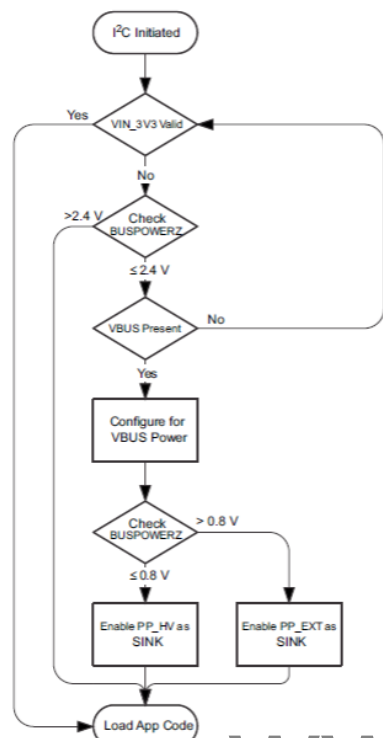 I²C Initiated
Yes
VIN_3V3 Valid
No
>2.4 V
Check
BUSPOWERZ
≤ 2.4 V
VBUS Present
No
Yes
Configure for
VBUS Power
Check
BUSPOWERZ
> 0.8 V
≤ 0.8 V
Enable PP_HV as
SINK
Enable PP_EXT as
SINK
Load App Code